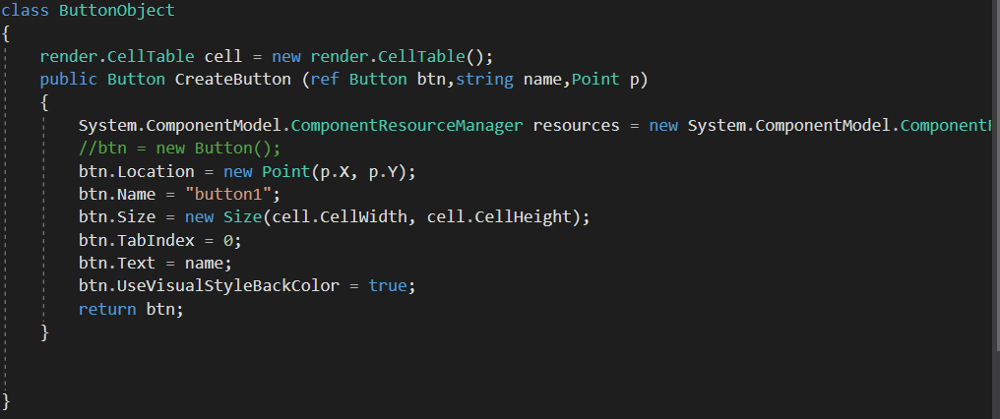 class ButtonObject
{
render.CellTable cell = new render.CellTable();
public Button CreateButton (ref Button btn,string name,Point p)
{
System.ComponentModel.ComponentResourceManager resources = new System.ComponentModel.Component
//btn = new Button();
btn.Location = new Point(p.X, p.Y);
btn.Name = "button1";
btn.Size = new Size(cell.CellWidth, cell.CellHeight);
btn.TabIndex = 0;
btn.Text = name;
btn.UseVisualStyleBackColor = true;
return btn;
}
}